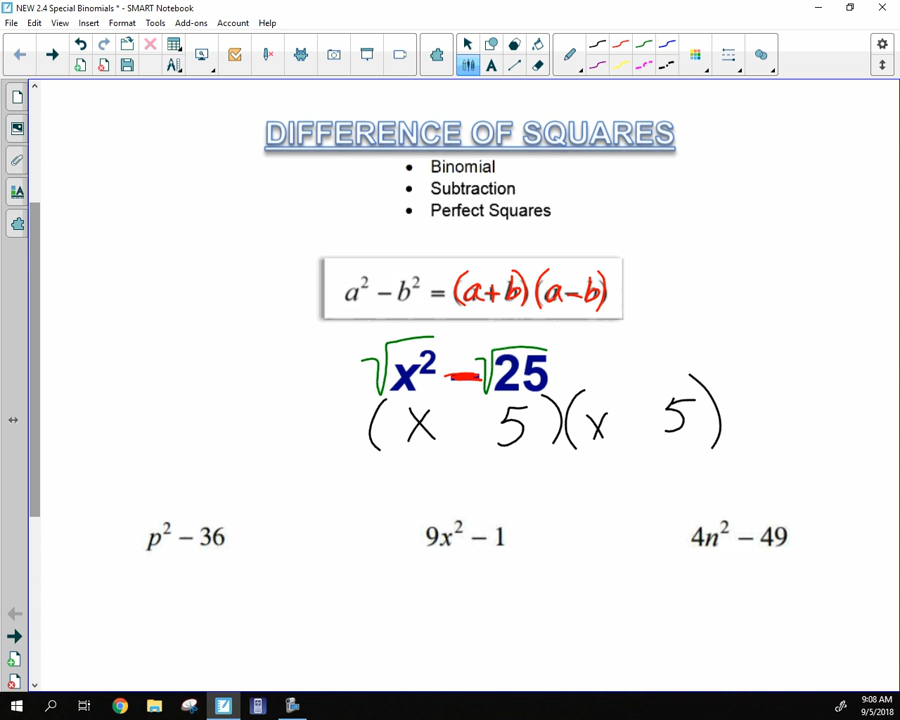 NEW 2.4 Special Binomials * - SMART Notebook
File Edit View Insert Format Tools Add-ons Account Help
DIFFERENCE OF SQUARES
• Binomial
• Subtraction
• Perfect Squares
a² − b² = (a+b)(a−b)
√x² − √25
(x 5)(x 5)
p² − 36 9x² − 1 4n² − 49
9:08 AM
9/5/2018